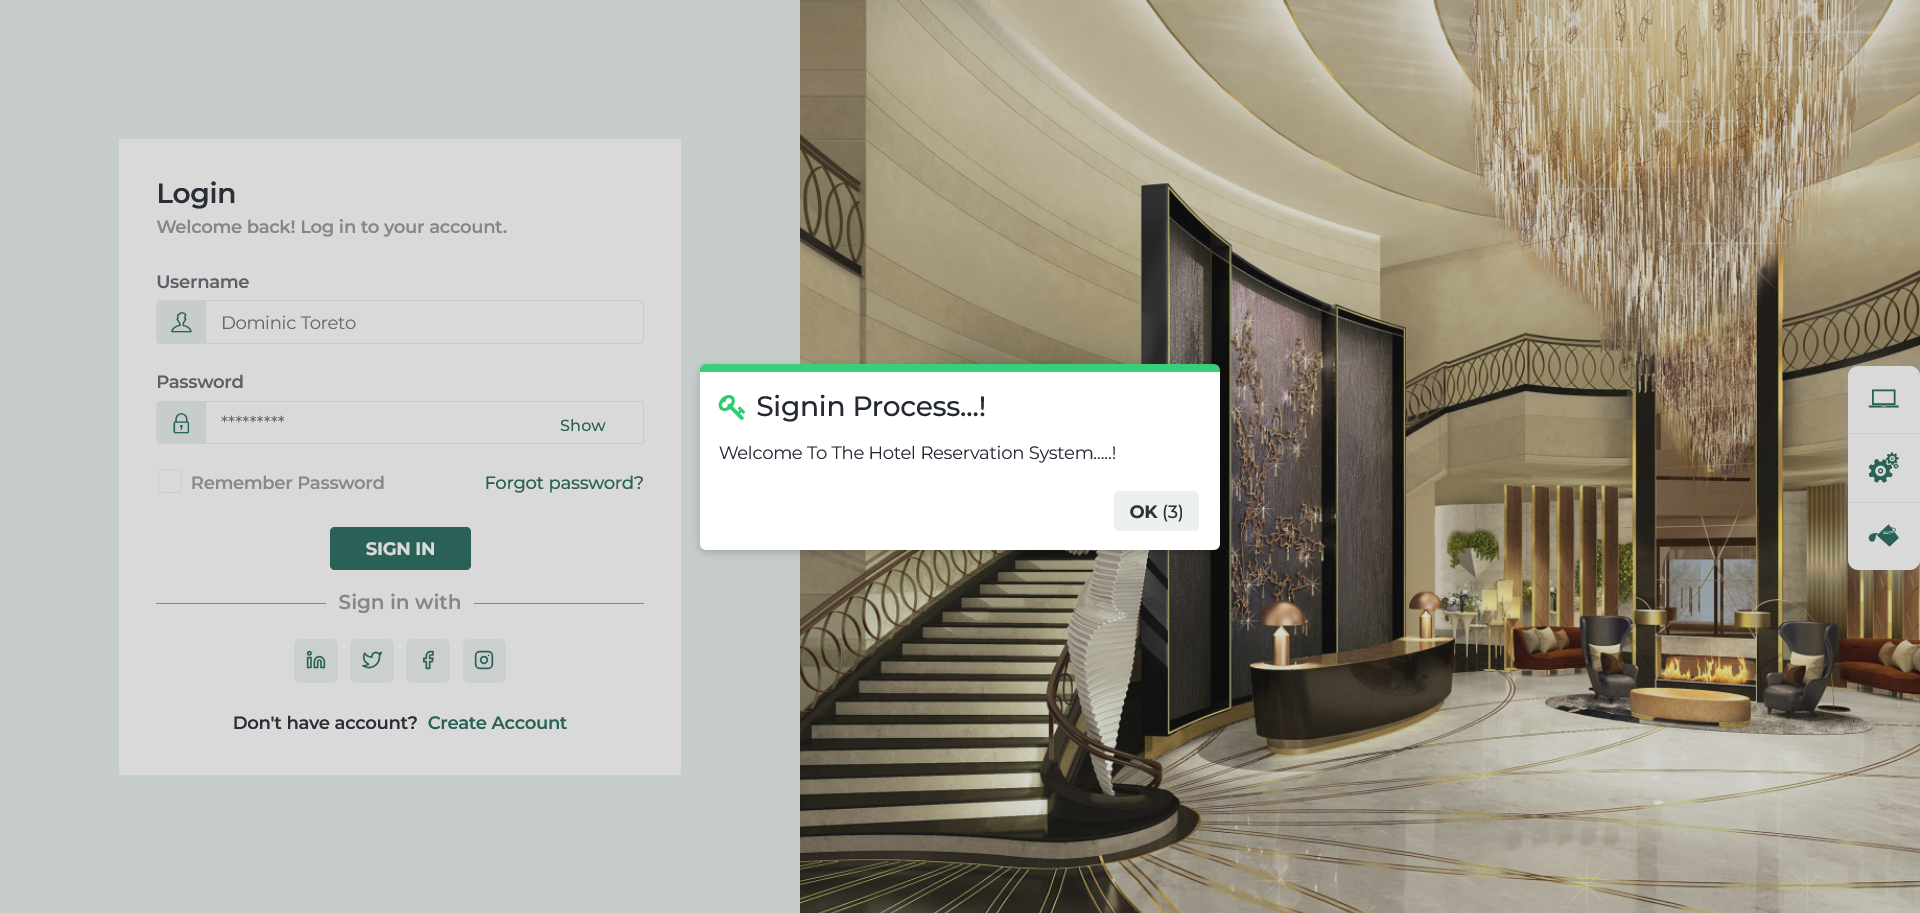 Login
Welcome back! Log in to your account.
Username
Dominic Toreto
Password
*********
Show
Remember Password
Forgot password?
SIGN IN
Sign in with
Don't have account? Create Account
Signin Process...!
Welcome To The Hotel Reservation System.....!
OK (3)